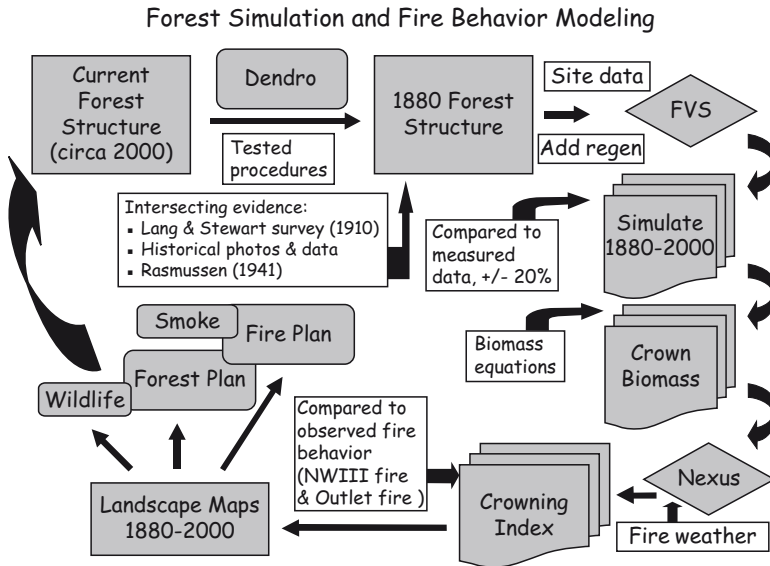 Forest Simulation and Fire Behavior Modeling
Current
Forest
Structure
(circa 2000)
Dendro
Tested
procedures
1880 Forest
Structure
Site data
Add regen
FVS
Intersecting evidence:
▪ Lang & Stewart survey (1910)
▪ Historical photos & data
▪ Rasmussen (1941)
Compared to
measured
data, +/- 20%
Simulate
1880-2000
Smoke
Fire Plan
Forest Plan
Wildlife
Biomass
equations
Crown
Biomass
Compared to
observed fire
behavior
(NWIII fire
& Outlet fire )
Nexus
Fire weather
Crowning
Index
Landscape Maps
1880-2000